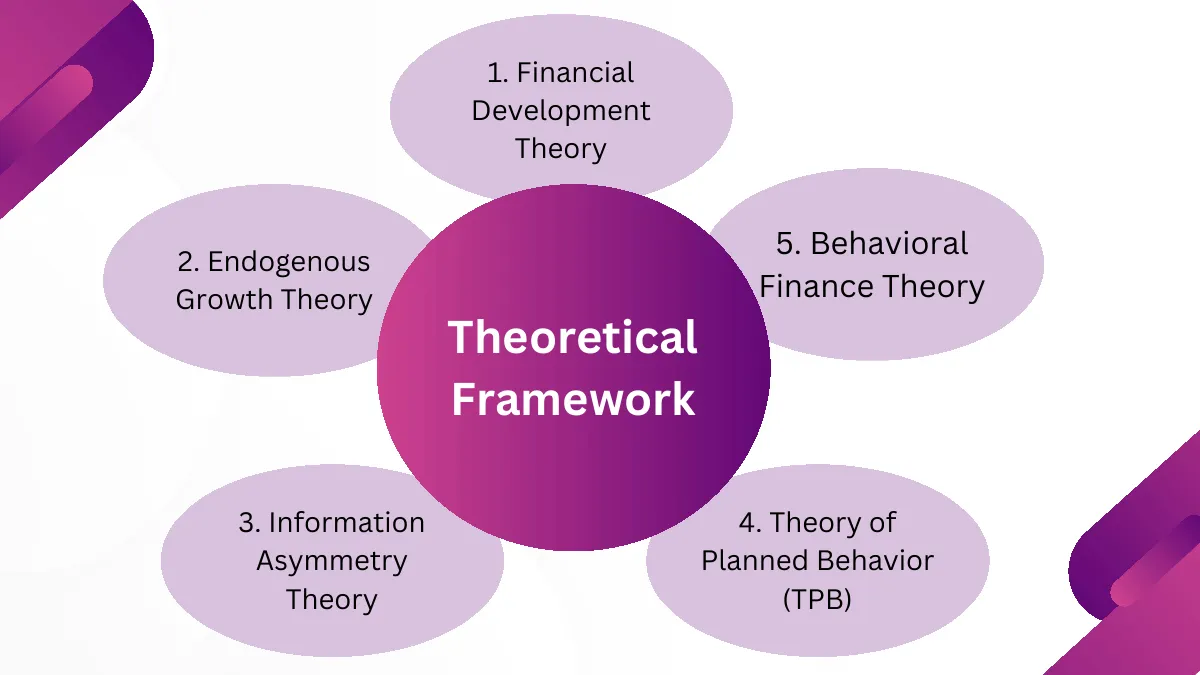 1. Financial
Development
Theory
2. Endogenous
Growth Theory
5. Behavioral
Finance Theory
Theoretical
Framework
3. Information
Asymmetry
Theory
4. Theory of
Planned Behavior
(TPB)